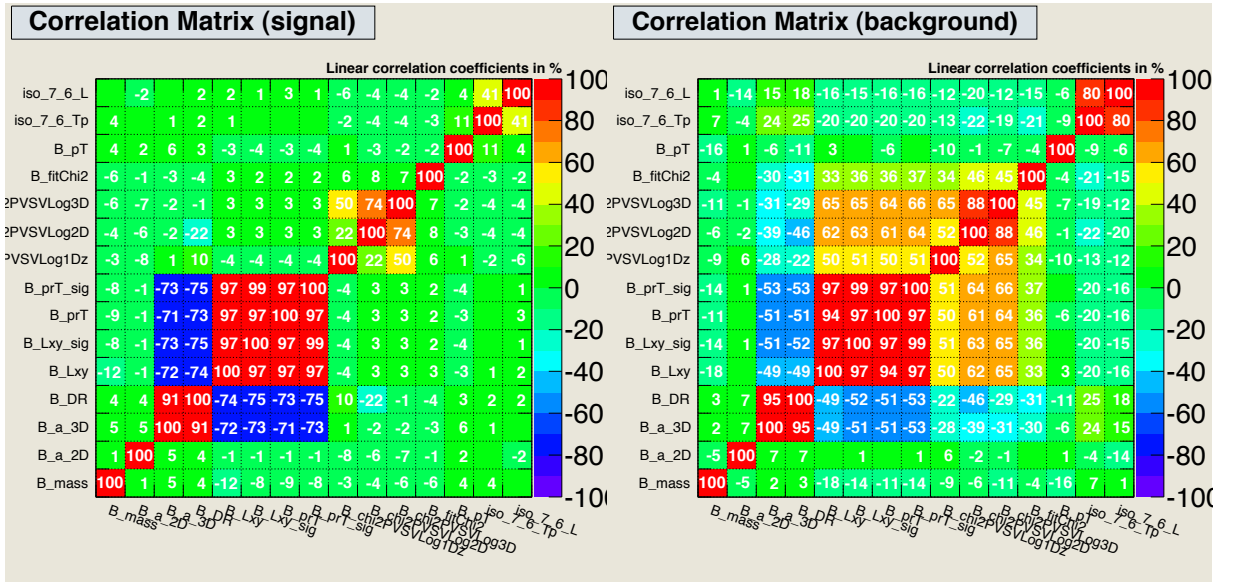 Correlation Matrix (signal)
Linear correlation coefficients in %
iso_7_6_L -2 2 2 1 3 1 -6 -4 -4 -2 4 41 100
iso_7_6_Tp 4 1 2 1 -2 -4 -4 -3 11 100 41
B_pT 4 2 6 3 -3 -4 -3 -4 1 -3 -2 -2 100 11 4
B_fitChi2 -6 -1 -3 -4 3 2 2 2 6 8 7 100 -2 -3 -2
2PVSVLog3D -6 -7 -2 -1 3 3 3 3 50 74 100 7 -2 -4 -4
2PVSVLog2D -4 -6 -2 -22 3 3 3 3 22 100 74 8 -3 -4 -4
PVSVLog1Dz -3 -8 1 10 -4 -4 -4 -4 100 22 50 6 1 -2 -6
B_prT_sig -8 -1 -73 -75 97 99 97 100 -4 3 3 2 -4 1
B_prT -9 -1 -71 -73 97 97 100 97 -4 3 3 2 -3 3
B_Lxy_sig -8 -1 -73 -75 97 100 97 99 -4 3 3 2 -4 1
B_Lxy -12 -1 -72 -74 100 97 97 97 -4 3 3 3 -3 1 2
B_DR 4 4 91 100 -74 -75 -73 -75 10 -22 -1 -4 3 2 2
B_a_3D 5 5 100 91 -72 -73 -71 -73 1 -2 -2 -3 6 1
B_a_2D 1 100 5 4 -1 -1 -1 -1 -8 -6 -7 -1 2 -2
B_mass 100 1 5 4 -12 -8 -9 -8 -3 -4 -6 -6 4 4
B_mass B_a_2D B_a_3D B_DR B_Lxy B_Lxy_sig B_prT B_prT_sig B_chi2PVSVLog1Dz B_chi2PVSVLog2D B_chi2PVSVLog3D B_fitChi2 B_pT iso_7_6_Tp iso_7_6_L
100
80
60
40
20
0
-20
-40
-60
-80
-100
Correlation Matrix (background)
Linear correlation coefficients in %
iso_7_6_L 1 -14 15 18 -16 -15 -16 -16 -12 -20 -12 -15 -6 80 100
iso_7_6_Tp 7 -4 24 25 -20 -20 -20 -20 -13 -22 -19 -21 -9 100 80
B_pT -16 1 -6 -11 3 -6 -10 -1 -7 -4 100 -9 -6
B_fitChi2 -4 -30 -31 33 36 36 37 34 46 45 100 -4 -21 -15
2PVSVLog3D -11 -1 -31 -29 65 65 64 66 65 88 100 45 -7 -19 -12
2PVSVLog2D -6 -2 -39 -46 62 63 61 64 52 100 88 46 -1 -22 -20
PVSVLog1Dz -9 6 -28 -22 50 51 50 51 100 52 65 34 -10 -13 -12
B_prT_sig -14 1 -53 -53 97 99 97 100 51 64 66 37 -20 -16
B_prT -11 -51 -51 94 97 100 97 50 61 64 36 -6 -20 -16
B_Lxy_sig -14 1 -51 -52 97 100 97 99 51 63 65 36 -20 -15
B_Lxy -18 -49 -49 100 97 94 97 50 62 65 33 3 -20 -16
B_DR 3 7 95 100 -49 -52 -51 -53 -22 -46 -29 -31 -11 25 18
B_a_3D 2 7 100 95 -49 -51 -51 -53 -28 -39 -31 -30 -6 24 15
B_a_2D -5 100 7 7 1 1 6 -2 -1 1 -4 -14
B_mass 100 -5 2 3 -18 -14 -11 -14 -9 -6 -11 -4 -16 7 1
B_mass B_a_2D B_a_3D B_DR B_Lxy B_Lxy_sig B_prT B_prT_sig B_chi2PVSVLog1Dz B_chi2PVSVLog2D B_chi2PVSVLog3D B_fitChi2 B_pT iso_7_6_Tp iso_7_6_L
100
80
60
40
20
0
-20
-40
-60
-80
-100